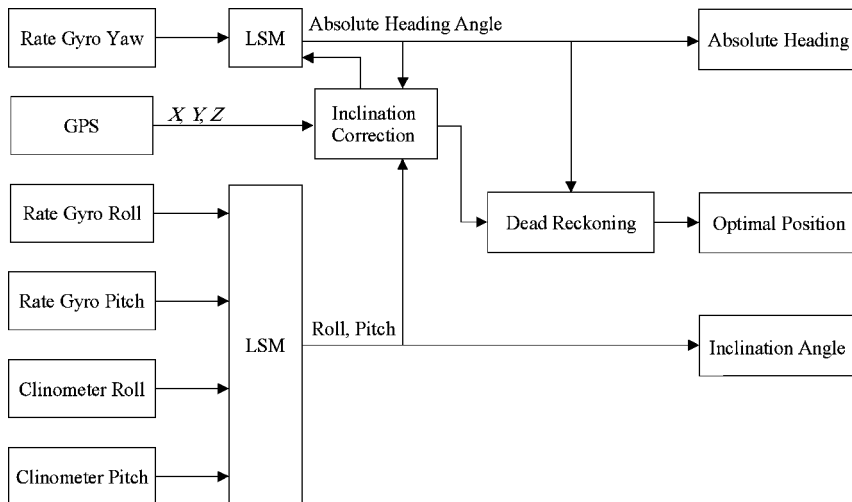 Rate Gyro Yaw
LSM
Absolute Heading Angle
Absolute Heading
GPS
X, Y, Z
Inclination
Correction
Rate Gyro Roll
Dead Reckoning
Optimal Position
Rate Gyro Pitch
LSM
Roll, Pitch
Inclination Angle
Clinometer Roll
Clinometer Pitch